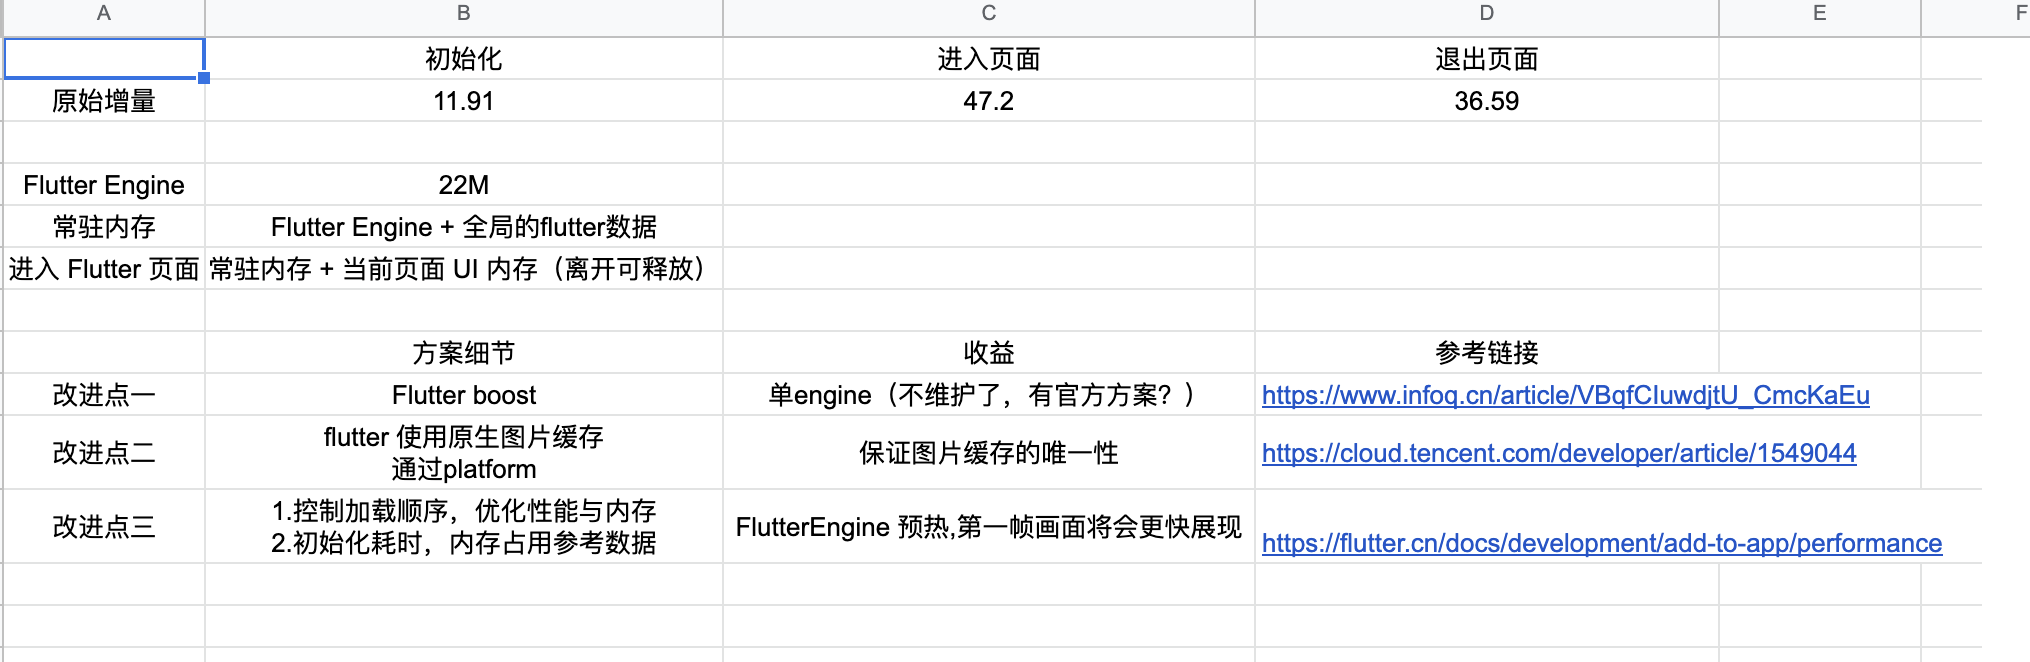 A B C D E F
初始化 进入页面 退出页面
原始增量 11.91 47.2 36.59
Flutter Engine 22M
常驻内存 Flutter Engine + 全局的flutter数据
进入 Flutter 页面 常驻内存 + 当前页面 UI 内存（离开可释放）
方案细节 收益 参考链接
改进点一 Flutter boost 单engine（不维护了，有官方方案？） https://www.infoq.cn/article/VBqfCIuwdjtU_CmcKaEu
改进点二 flutter 使用原生图片缓存
通过platform 保证图片缓存的唯一性 https://cloud.tencent.com/developer/article/1549044
改进点三 1.控制加载顺序，优化性能与内存
2.初始化耗时，内存占用参考数据 FlutterEngine 预热,第一帧画面将会更快展现 https://flutter.cn/docs/development/add-to-app/performance